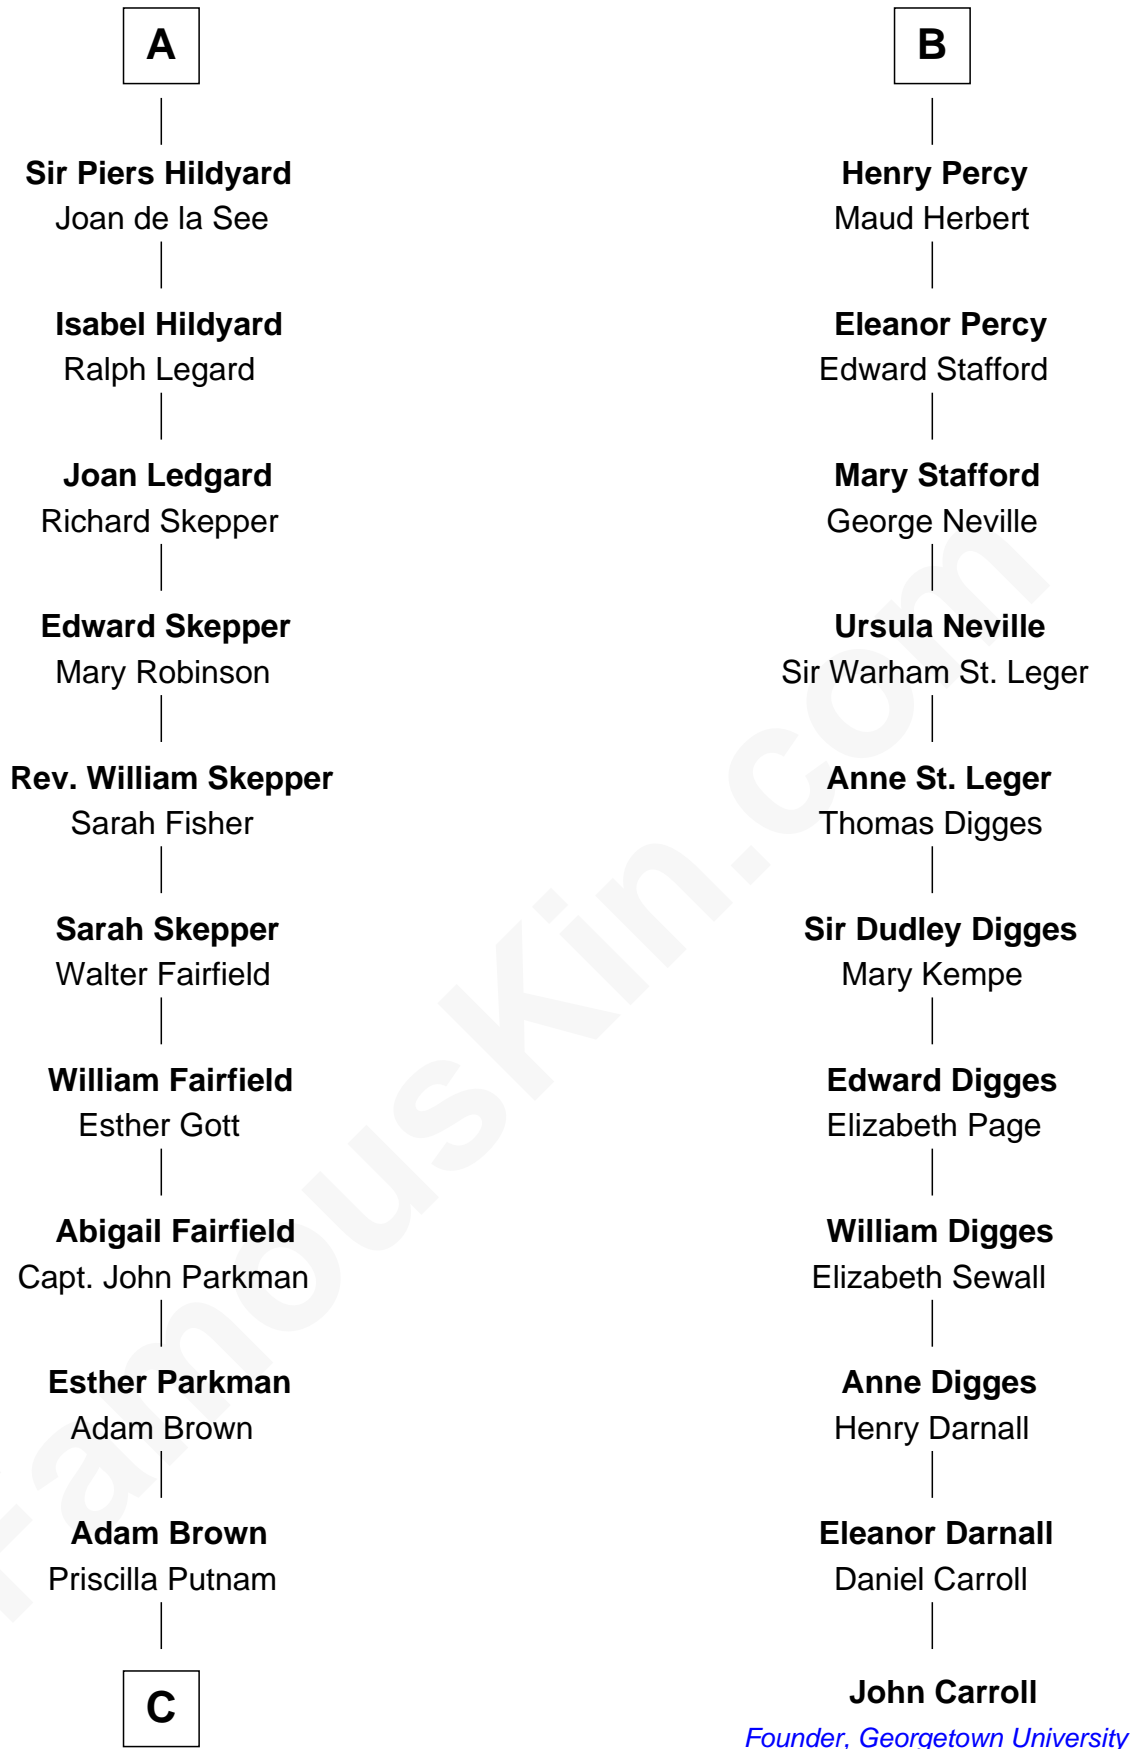 A
Sir Piers Hildyard
Joan de la See
Isabel Hildyard
Ralph Legard
Joan Ledgard
Richard Skepper
Edward Skepper
Mary Robinson
Rev. William Skepper
Sarah Fisher
Sarah Skepper
Walter Fairfield
William Fairfield
Esther Gott
Abigail Fairfield
Capt. John Parkman
Esther Parkman
Adam Brown
Adam Brown
Priscilla Putnam
C
B
Henry Percy
Maud Herbert
Eleanor Percy
Edward Stafford
Mary Stafford
George Neville
Ursula Neville
Sir Warham St. Leger
Anne St. Leger
Thomas Digges
Sir Dudley Digges
Mary Kempe
Edward Digges
Elizabeth Page
William Digges
Elizabeth Sewall
Anne Digges
Henry Darnall
Eleanor Darnall
Daniel Carroll
John Carroll
Founder, Georgetown University
FamousKin.com